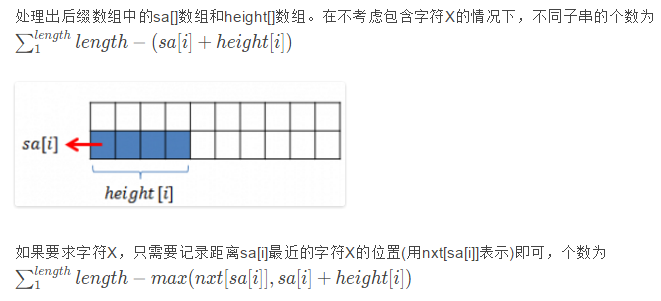 处理出后缀数组中的sa[]数组和height[]数组。在不考虑包含字符X的情况下，不同子串的个数为
∑₁^{length} length − (sa[i] + height[i])
sa[i]
height[i]
如果要求字符X，只需要记录距离sa[i]最近的字符X的位置(用nxt[sa[i]]表示)即可，个数为
∑₁^{length} length − max(nxt[sa[i]], sa[i] + height[i])